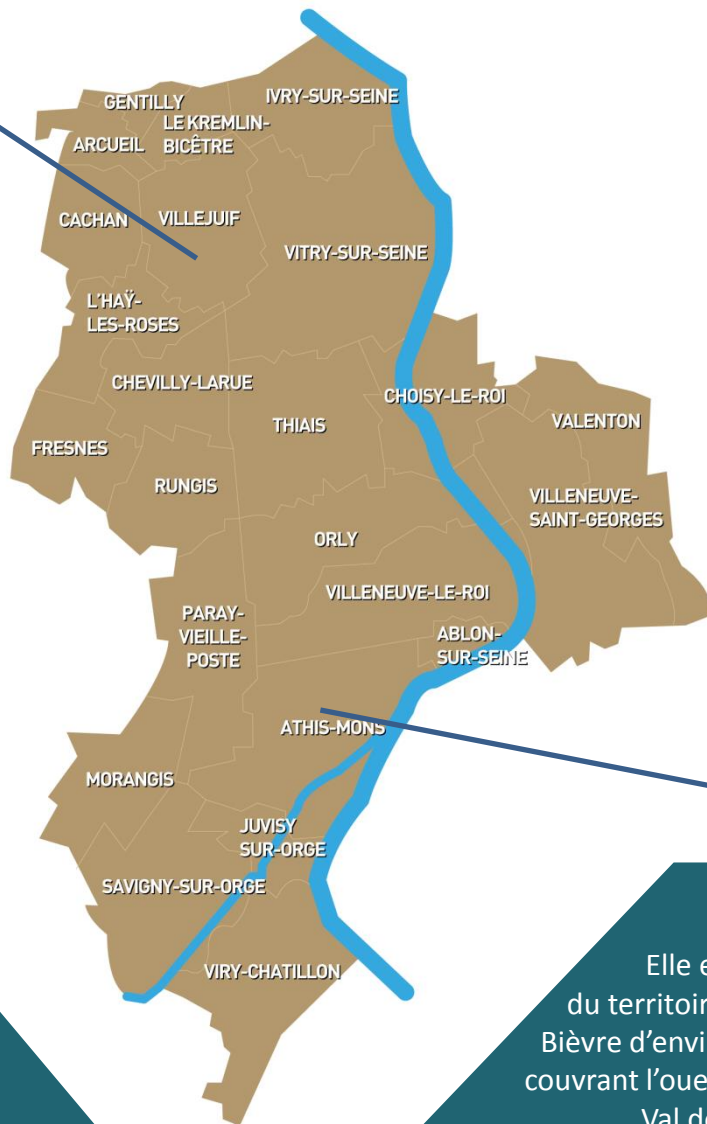 GENTILLY
IVRY-SUR-SEINE
LE KREMLIN-
BICÊTRE
ARCUEIL
CACHAN
VILLEJUIF
VITRY-SUR-SEINE
L'HAŸ-
LES-ROSES
CHEVILLY-LARUE
CHOISY-LE-ROI
THIAIS
VALENTON
FRESNES
RUNGIS
VILLENEUVE-
SAINT-GEORGES
ORLY
VILLENEUVE-LE-ROI
PARAY-
VIEILLE-
POSTE
ABLON-
SUR-SEINE
ATHIS-MONS
MORANGIS
JUVISY
SUR-ORGE
SAVIGNY-SUR-ORGE
VIRY-CHATILLON
Elle e
du territoir
Bièvre d'envi
couvrant l'oue
Val de